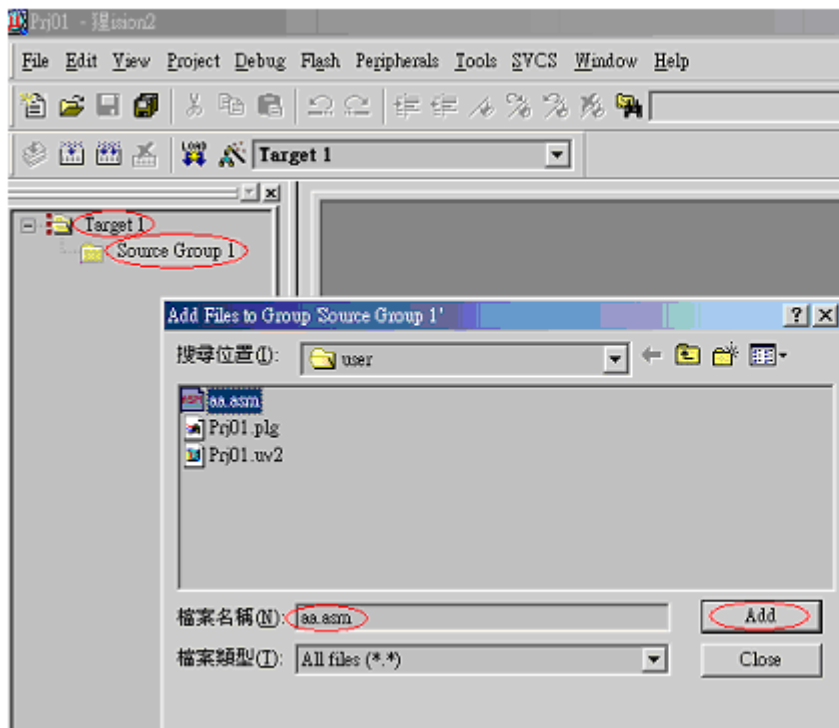 Prj01 - 猩ision2
File Edit View Project Debug Flash Peripherals Tools SVCS Window Help
LOAD Target 1
Target 1
Source Group 1
Add Files to Group 'Source Group 1'
搜尋位置(I): user
aa.asm
Prj01.plg
Prj01.uv2
檔案名稱(N): aa.asm Add
檔案類型(T): All files (*.*) Close